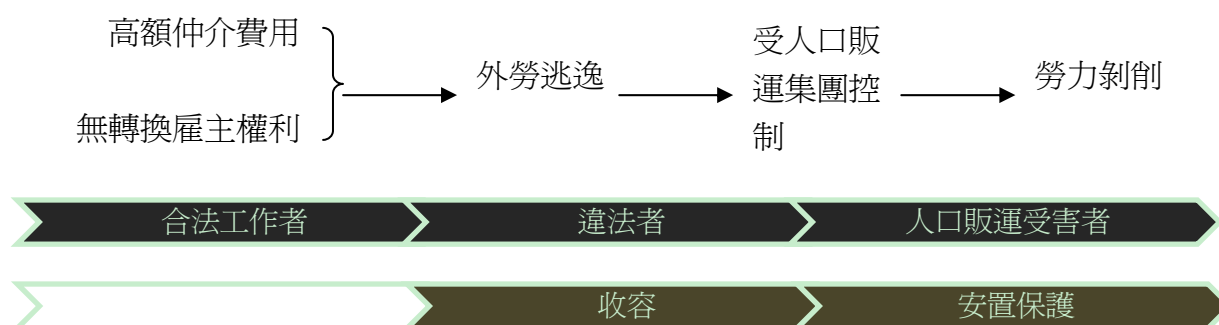 高額仲介費用
無轉換雇主權利
外勞逃逸
受人口販
運集團控
制
勞力剝削
合法工作者
違法者
人口販運受害者
收容
安置保護